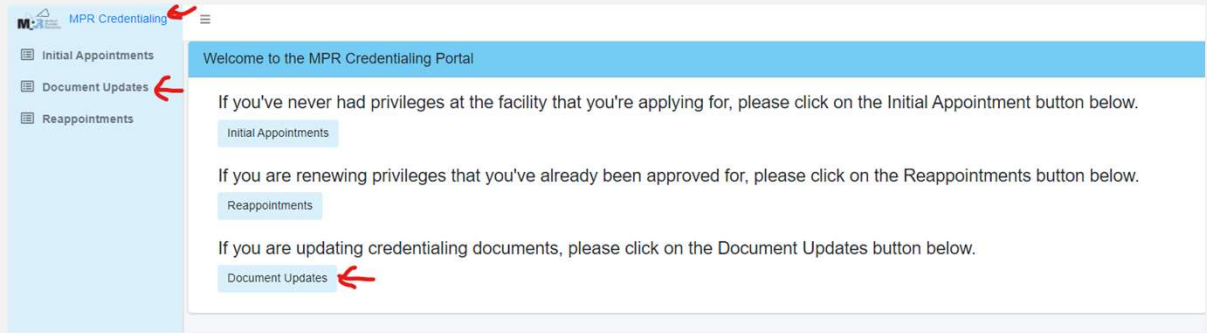 MPR Credentialing
Initial Appointments
Document Updates
Reappointments
Welcome to the MPR Credentialing Portal
If you've never had privileges at the facility that you're applying for, please click on the Initial Appointment button below.
Initial Appointments
If you are renewing privileges that you've already been approved for, please click on the Reappointments button below.
Reappointments
If you are updating credentialing documents, please click on the Document Updates button below.
Document Updates